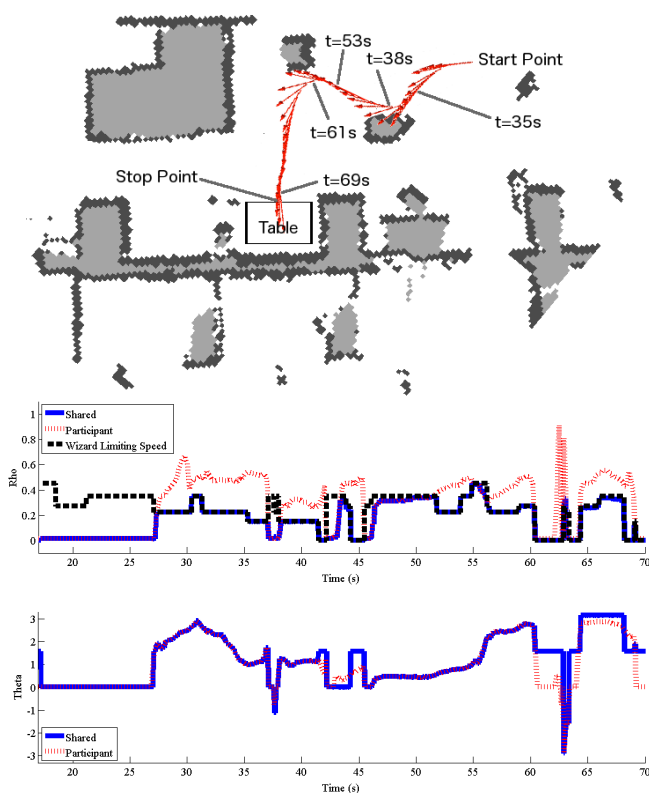 t=53s
t=38s
Start Point
t=61s
t=35s
Stop Point
t=69s
Table
1
0.8
0.6
0.4
0.2
0
Rho
Shared
Participant
Wizard Limiting Speed
20 25 30 35 40 45 50 55 60 65 70
Time (s)
3
2
1
0
-1
-2
-3
Theta
Shared
Participant
20 25 30 35 40 45 50 55 60 65 70
Time (s)